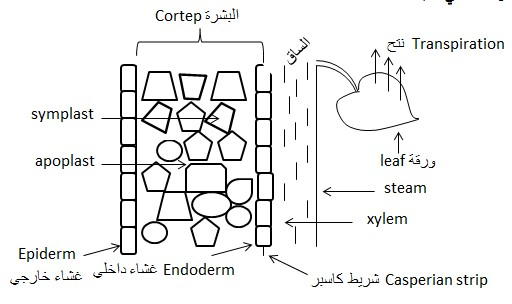 Cortep البشرة
الساق
نتح Transpiration
symplast
apoplast
leaf ورقة
steam
xylem
Epiderm
غشاء خارجي
غشاء داخلي Endoderm
شريط كاسبر Casperian strip